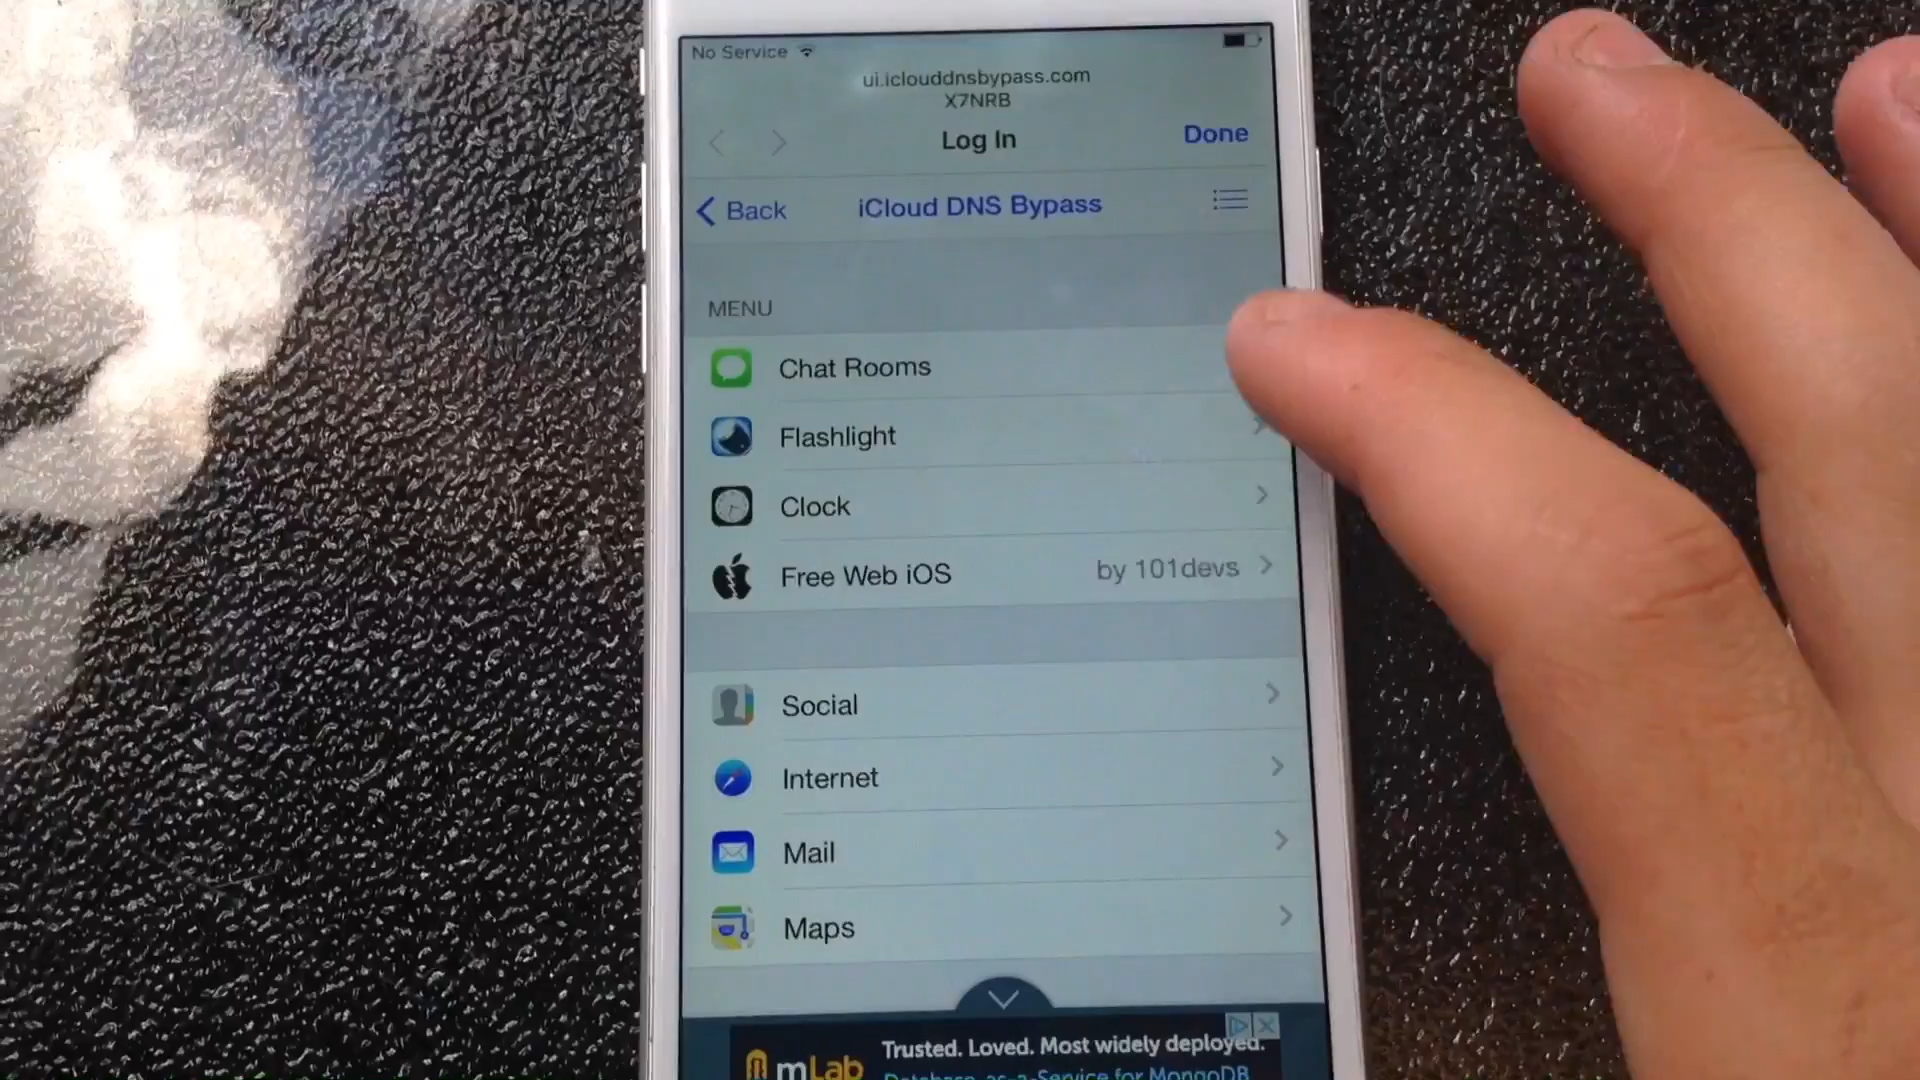 No Service
ui.iclouddnsbypass.com
X7NRB
Log In
Done
Back
iCloud DNS Bypass
MENU
Chat Rooms
Flashlight
Clock
Free Web iOS
by 101devs
Social
Internet
Mail
Maps
mLab
Trusted. Loved. Most widely deployed.
Database-as-a-Service for MongoDB